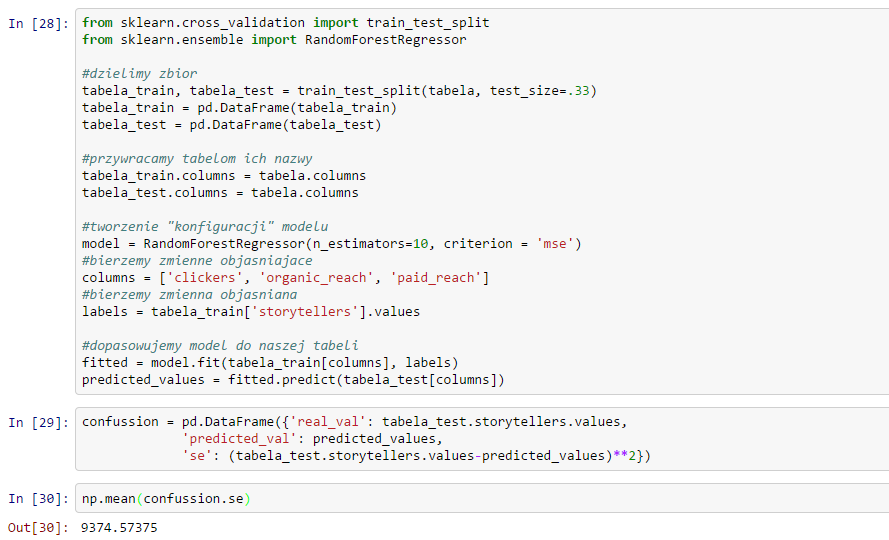 In [28]: from sklearn.cross_validation import train_test_split
from sklearn.ensemble import RandomForestRegressor
#dzielimy zbior
tabela_train, tabela_test = train_test_split(tabela, test_size=.33)
tabela_train = pd.DataFrame(tabela_train)
tabela_test = pd.DataFrame(tabela_test)
#przywracamy tabelom ich nazwy
tabela_train.columns = tabela.columns
tabela_test.columns = tabela.columns
#tworzenie "konfiguracji" modelu
model = RandomForestRegressor(n_estimators=10, criterion = 'mse')
#bierzemy zmienne objasniajace
columns = ['clickers', 'organic_reach', 'paid_reach']
#bierzemy zmienna objasniana
labels = tabela_train['storytellers'].values
#dopasowujemy model do naszej tabeli
fitted = model.fit(tabela_train[columns], labels)
predicted_values = fitted.predict(tabela_test[columns])
In [29]: confussion = pd.DataFrame({'real_val': tabela_test.storytellers.values,
'predicted_val': predicted_values,
'se': (tabela_test.storytellers.values-predicted_values)**2})
In [30]: np.mean(confussion.se)
Out[30]: 9374.57375